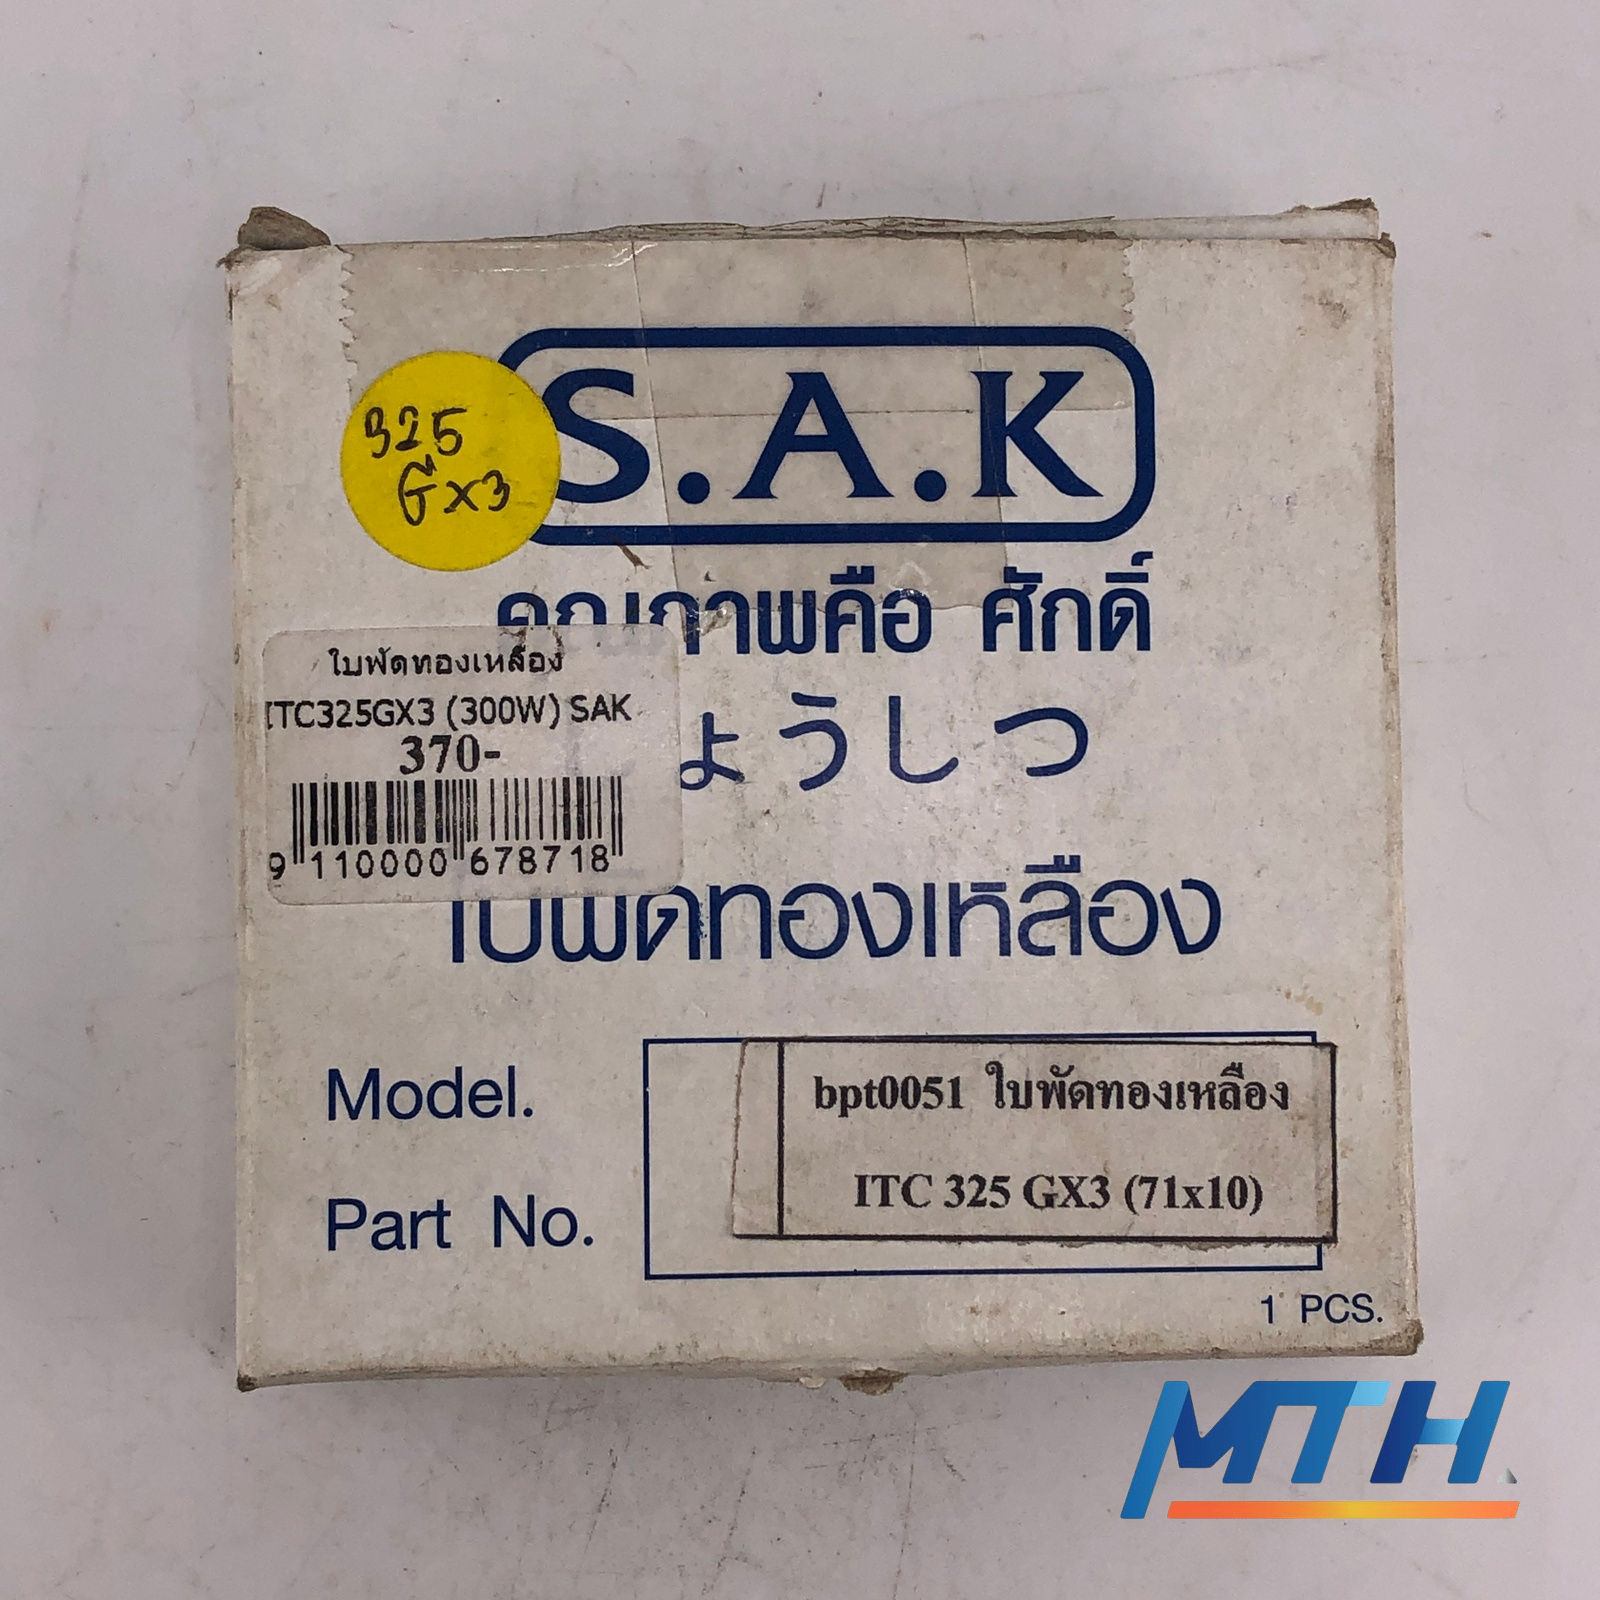 S.A.K
325
GX3
คุณภาพคือ ศักดิ์
ใบพัดทองเหลือง
ITC325GX3 (300W) SAK
370-
9 110000 678718
ょうしつ
ใบพัดทองเหลือง
Model.
bpt0051 ใบพัดทองเหลือง
Part No.
ITC 325 GX3 (71x10)
1 PCS.
MTH